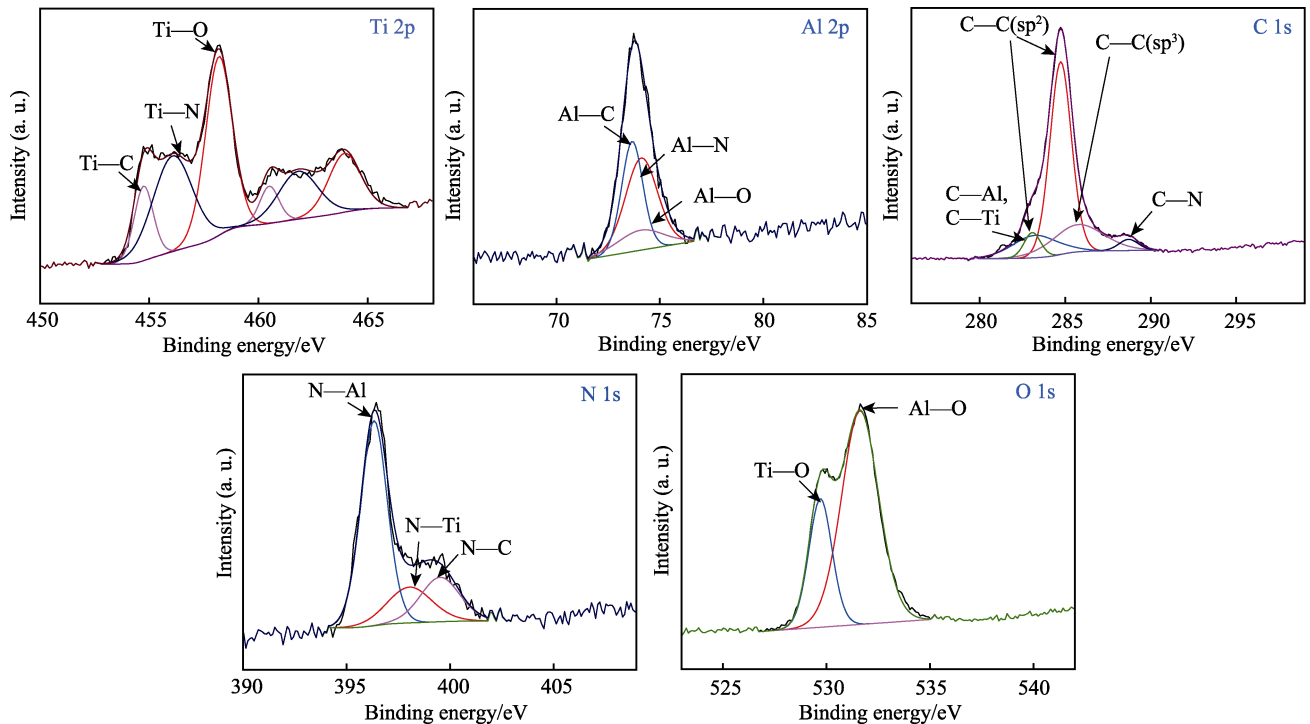 Ti 2p
Ti—O
Ti—N
Ti—C
Intensity (a. u.)
450 455 460 465
Binding energy/eV
Al 2p
Al—C
Al—N
Al—O
Intensity (a. u.)
70 75 80 85
Binding energy/eV
C 1s
C—C(sp²)
C—C(sp³)
C—Al,
C—Ti
C—N
Intensity (a. u.)
280 285 290 295
Binding energy/eV
N 1s
N—Al
N—Ti
N—C
Intensity (a. u.)
390 395 400 405
Binding energy/eV
O 1s
Al—O
Ti—O
Intensity (a. u.)
525 530 535 540
Binding energy/eV